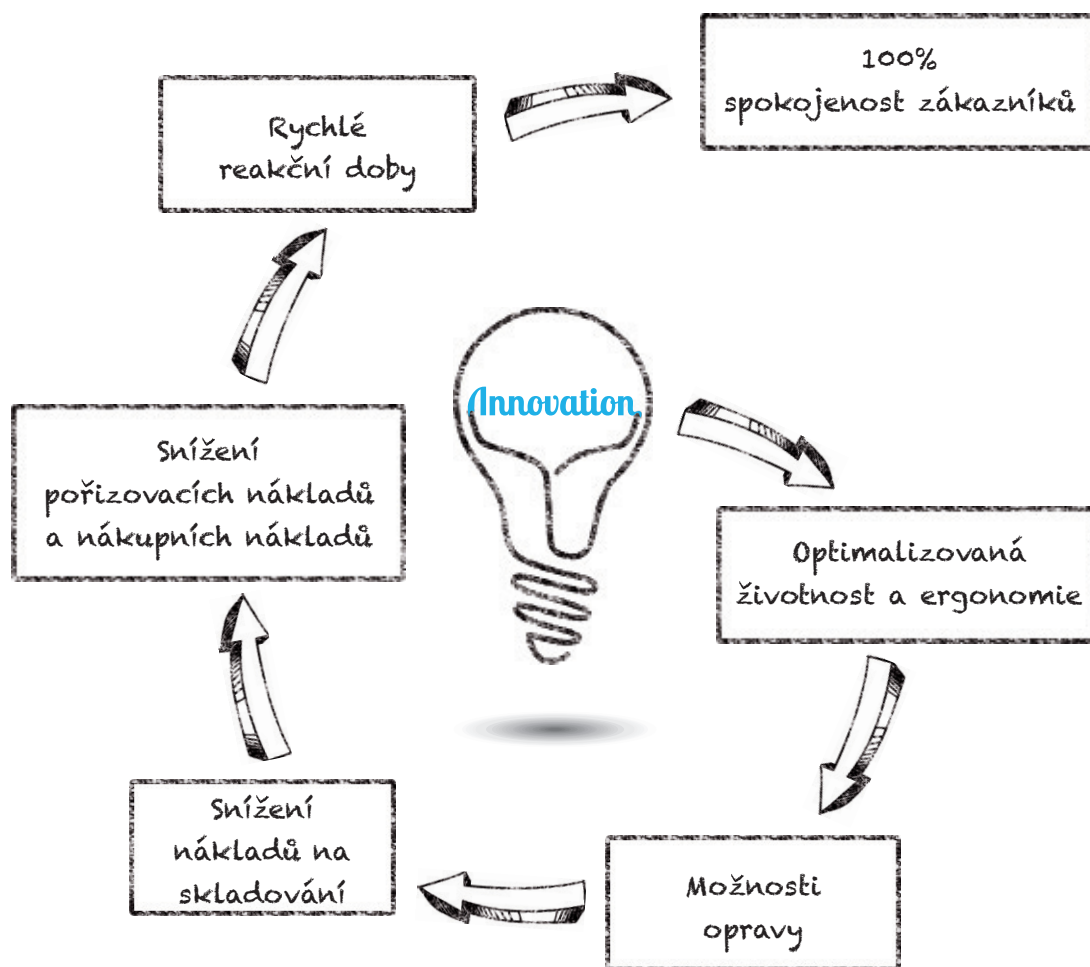 100%
spokojenost zákazníků
Rychlé
reakční doby
Annovation
Snížení
pořizovacích nákladů
a nákupních nákladů
Optimalizovaná
životnost a ergonomie
Snížení
nákladů na
skladování
Možnosti
opravy